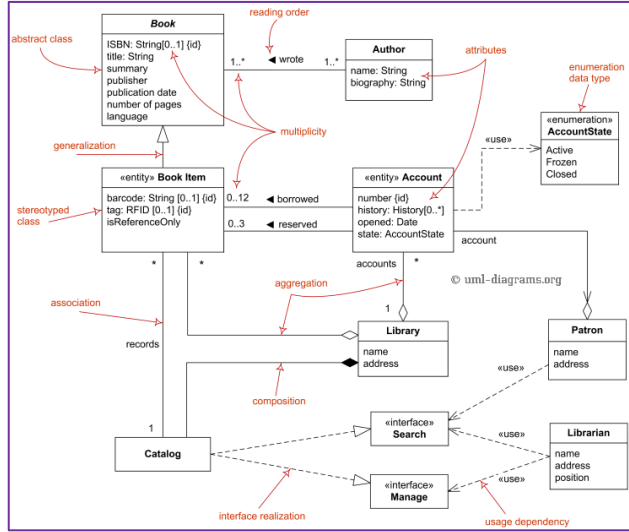 Book
ISBN: String[0..1] {id}
title: String
summary
publisher
publication date
number of pages
language
abstract class
reading order
1..*
◄ wrote
1..*
Author
name: String
biography: String
attributes
enumeration
data type
«enumeration»
AccountState
Active
Frozen
Closed
generalization
multiplicity
«use»
stereotyped
class
«entity» Book Item
barcode: String [0..1] {id}
tag: RFID [0..1] {id}
isReferenceOnly
0..12
◄ borrowed
0..3
◄ reserved
«entity» Account
number {id}
history: History[0..*]
opened: Date
state: AccountState
account
*
*
accounts
*
© uml-diagrams.org
association
aggregation
records
1
Library
name
address
Patron
name
address
composition
«use»
1
Catalog
«interface»
Search
«use»
Librarian
name
address
position
«interface»
Manage
«use»
interface realization
usage dependency